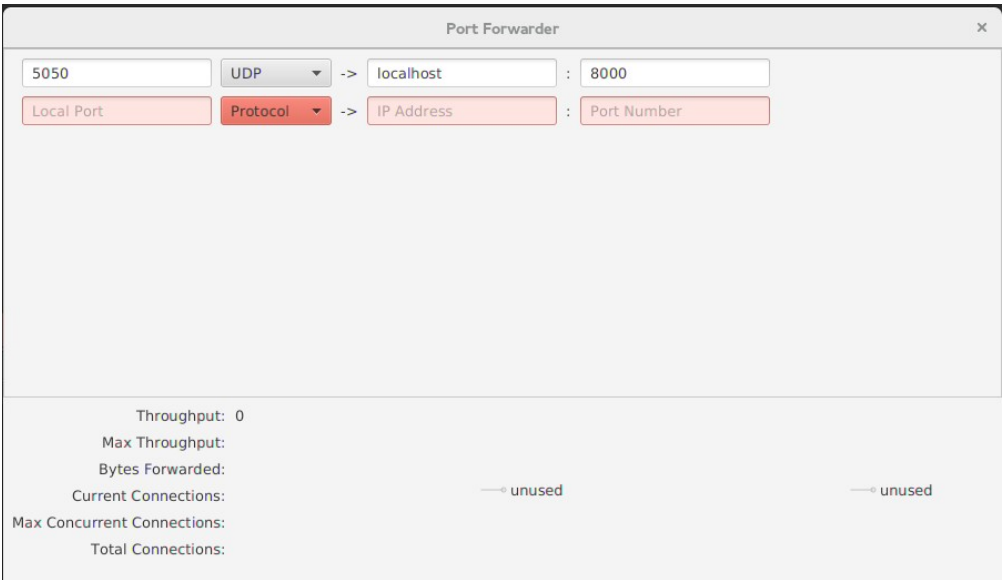 Port Forwarder ×
5050 UDP -> localhost : 8000
Local Port Protocol -> IP Address : Port Number
Throughput: 0
Max Throughput:
Bytes Forwarded:
Current Connections:
unused unused
Max Concurrent Connections:
Total Connections: